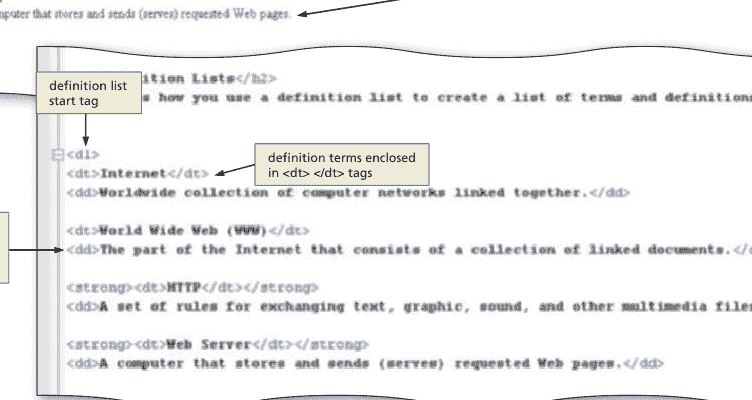 mputer that stores and sends (serves) requested Web pages.
ition Lists</h2>
definition list
start tag
s how you use a definition list to create a list of terms and definitions
<dl>
definition terms enclosed
in <dt> </dt> tags
<dt>Internet</dt>
<dd>Worldwide collection of computer networks linked together.</dd>
<dt>World Wide Web (WWW)</dt>
<dd>The part of the Internet that consists of a collection of linked documents.</
<strong><dt>HTTP</dt></strong>
<dd>A set of rules for exchanging text, graphic, sound, and other multimedia file
<strong><dt>Web Server</dt></strong>
<dd>A computer that stores and sends (serves) requested Web pages.</dd>